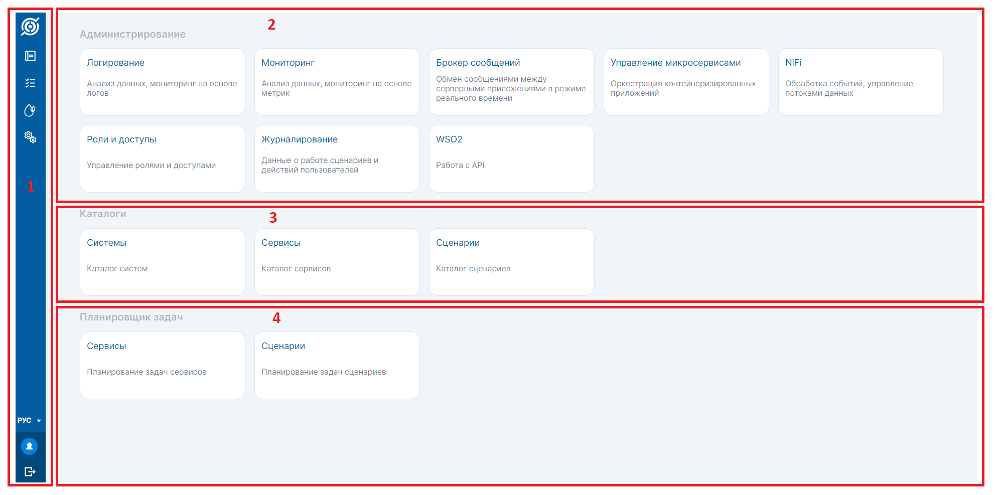 1
РУС
2
Администрирование
Логирование
Анализ данных, мониторинг на основе
логов
Мониторинг
Анализ данных, мониторинг на основе
метрик
Брокер сообщений
Обмен сообщениями между
серверными приложениями в режиме
реального времени
Управление микросервисами
Оркестрация контейнеризированных
приложений
NiFi
Обработка событий, управление
потоками данных
Роли и доступы
Управление ролями и доступами
Журналирование
Данные о работе сценариев и
действий пользователей
WSO2
Работа с API
3
Каталоги
Системы
Каталог систем
Сервисы
Каталог сервисов
Сценарии
Каталог сценариев
4
Планировщик задач
Сервисы
Планирование задач сервисов
Сценарии
Планирование задач сценариев